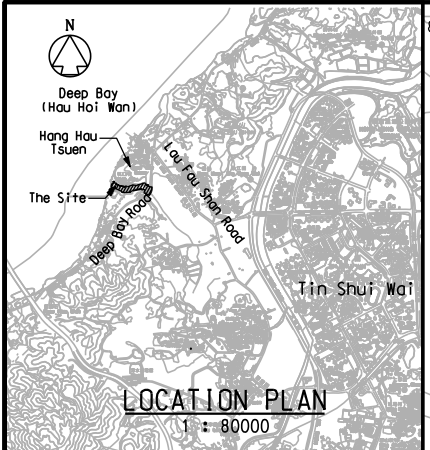 N
Deep Bay
(Hau Hoi Wan)
Hang Hau
Tsuen
Lau Fau Shan Road
The Site
Deep Bay Road
Tin Shui Wai
LOCATION PLAN
1 : 80000